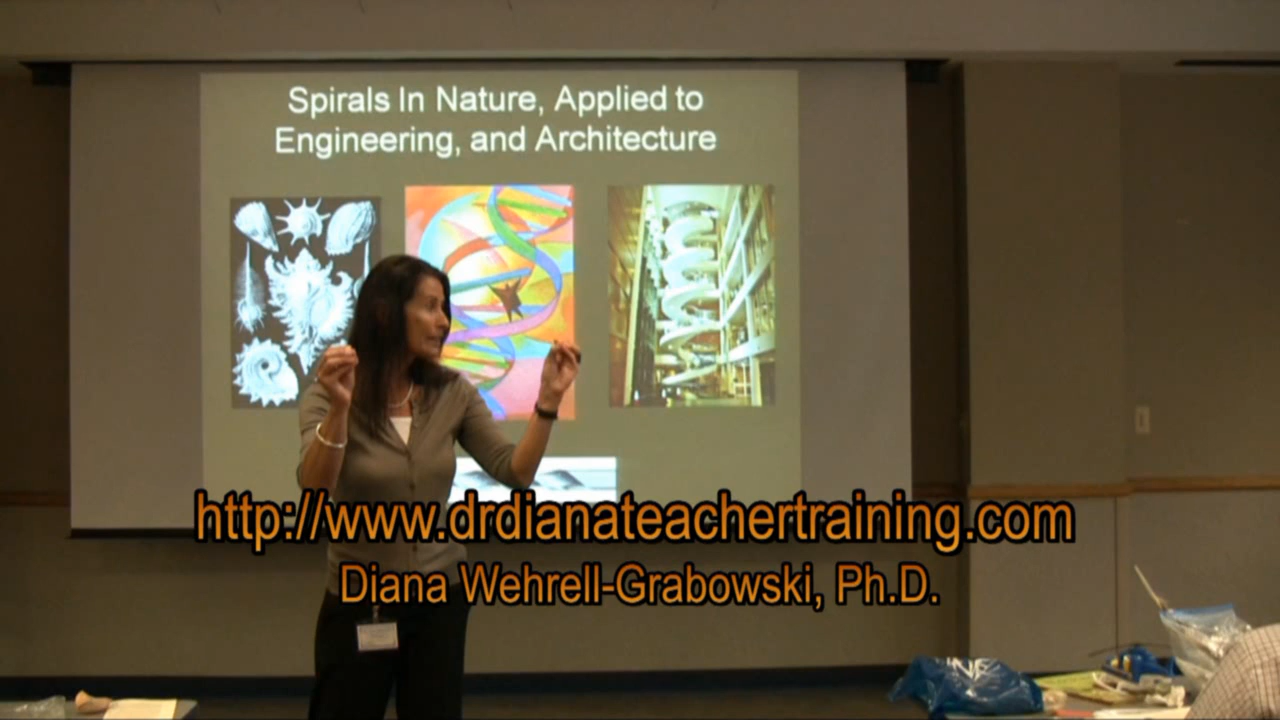 Spirals In Nature, Applied to
Engineering, and Architecture
http://www.drdianateachertraining.com
Diana Wehrell-Grabowski, Ph.D.